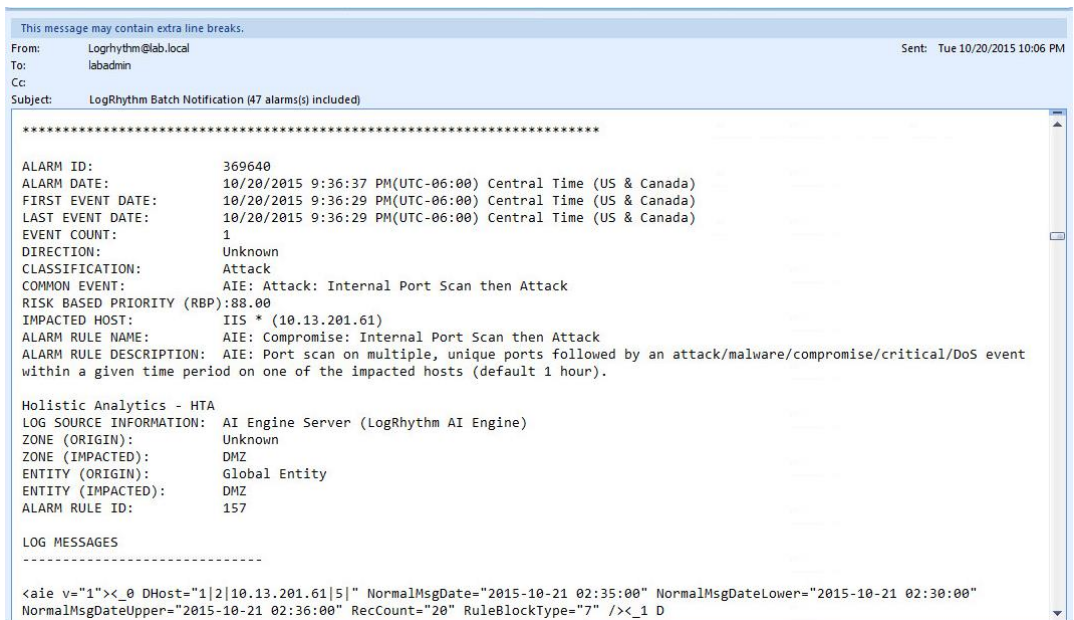 This message may contain extra line breaks.
From: Logrhythm@lab.local Sent: Tue 10/20/2015 10:06 PM
To: labadmin
Cc:
Subject: LogRhythm Batch Notification (47 alarms(s) included)
************************************************************************
ALARM ID: 369640
ALARM DATE: 10/20/2015 9:36:37 PM(UTC-06:00) Central Time (US & Canada)
FIRST EVENT DATE: 10/20/2015 9:36:29 PM(UTC-06:00) Central Time (US & Canada)
LAST EVENT DATE: 10/20/2015 9:36:29 PM(UTC-06:00) Central Time (US & Canada)
EVENT COUNT: 1
DIRECTION: Unknown
CLASSIFICATION: Attack
COMMON EVENT: AIE: Attack: Internal Port Scan then Attack
RISK BASED PRIORITY (RBP):88.00
IMPACTED HOST: IIS * (10.13.201.61)
ALARM RULE NAME: AIE: Compromise: Internal Port Scan then Attack
ALARM RULE DESCRIPTION: AIE: Port scan on multiple, unique ports followed by an attack/malware/compromise/critical/DoS event
within a given time period on one of the impacted hosts (default 1 hour).
Holistic Analytics - HTA
LOG SOURCE INFORMATION: AI Engine Server (LogRhythm AI Engine)
ZONE (ORIGIN): Unknown
ZONE (IMPACTED): DMZ
ENTITY (ORIGIN): Global Entity
ENTITY (IMPACTED): DMZ
ALARM RULE ID: 157
LOG MESSAGES
------------------------------
<aie v="1"><_0 DHost="1|2|10.13.201.61|5|" NormalMsgDate="2015-10-21 02:35:00" NormalMsgDateLower="2015-10-21 02:30:00"
NormalMsgDateUpper="2015-10-21 02:36:00" RecCount="20" RuleBlockType="7" /><_1 D